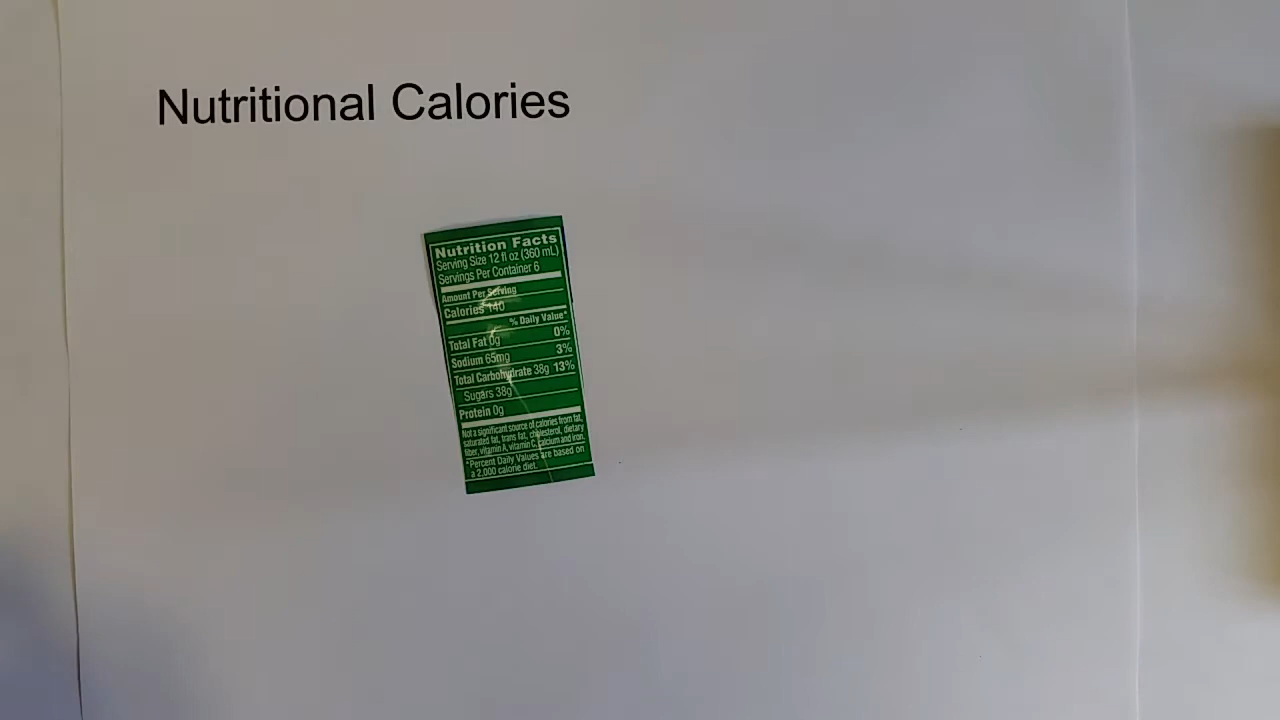 Nutritional Calories
Nutrition Facts
Serving Size 12 fl oz (360 mL)
Servings Per Container 6
Amount Per Serving
Calories 140
% Daily Value*
Total Fat 0g 0%
Sodium 65mg 3%
Total Carbohydrate 38g 13%
Sugars 38g
Protein 0g
Not a significant source of calories from fat,
saturated fat, trans fat, cholesterol, dietary
fiber, vitamin A, vitamin C, calcium and iron.
*Percent Daily Values are based on
a 2,000 calorie diet.